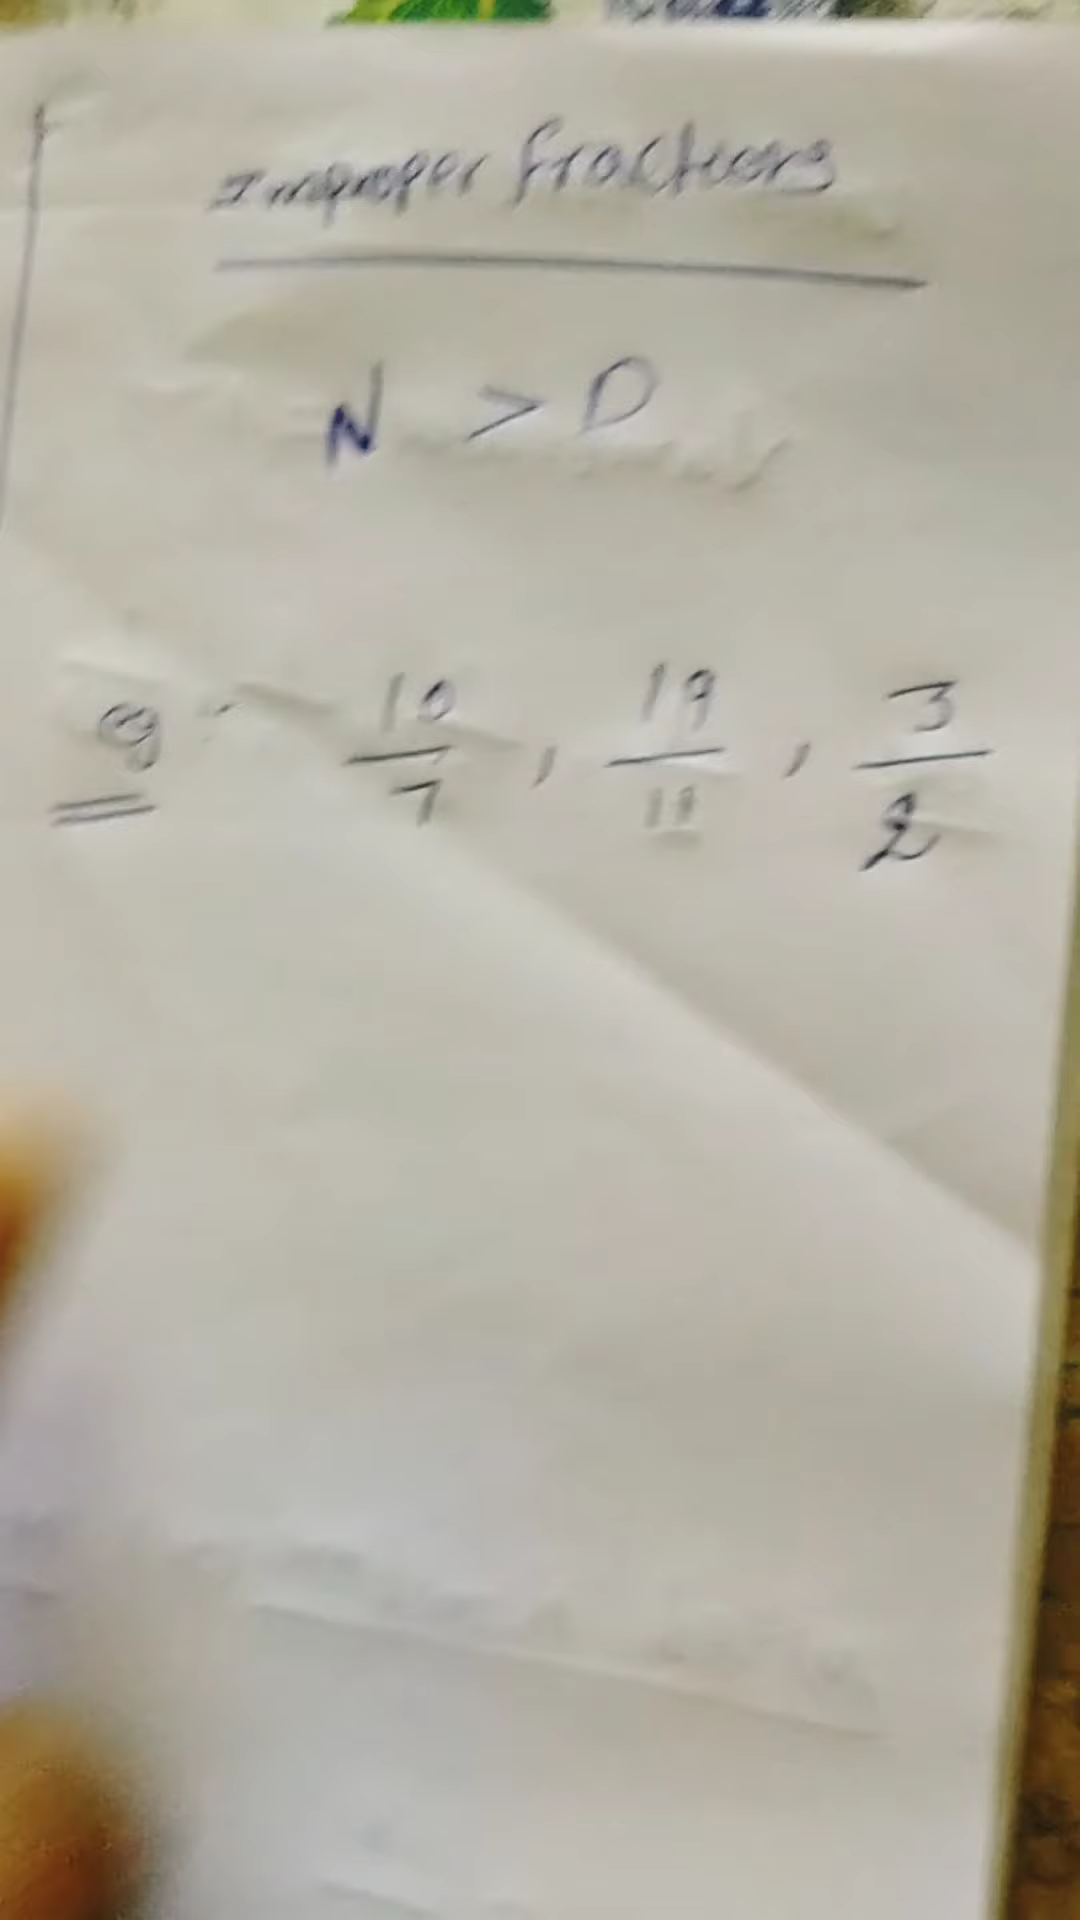 Improper fractions
N > D
eg 10/7 , 19/11 , 3/2